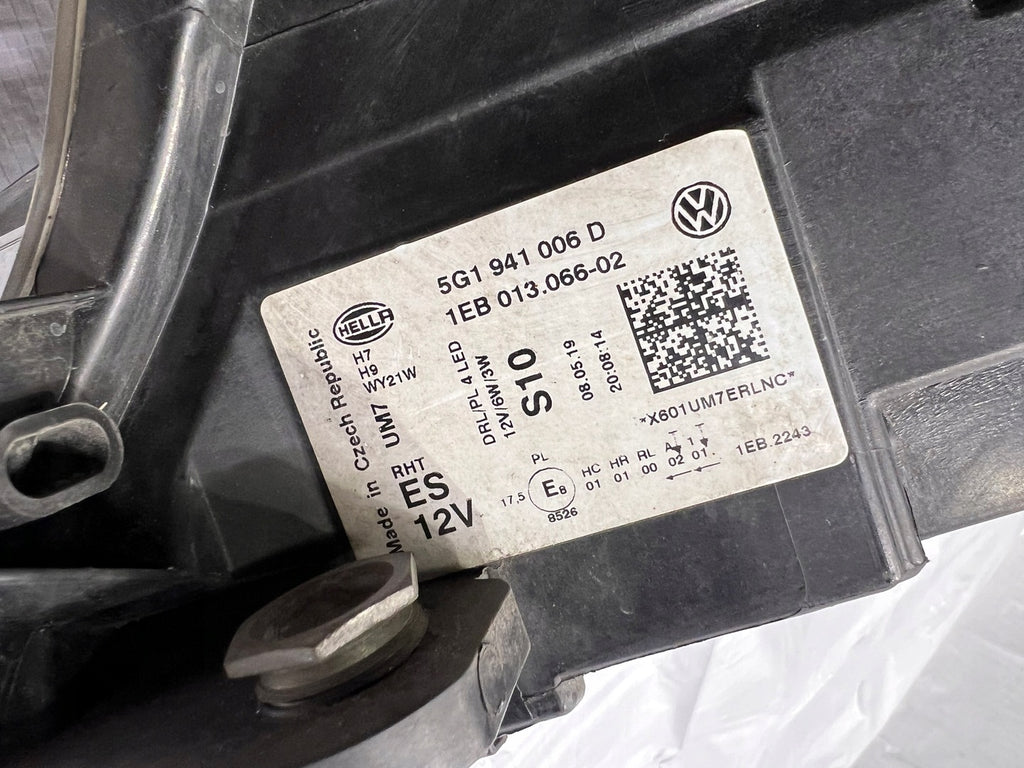 5G1 941 006 D
1EB 013.066-02
HELLA
Made in Czech Republic
H7
H9
WY21W
UM7
RHT
ES
12V
DRL/PL 4 LED
12V/6W/3W
S10
08.05.19
20:08:14
*X601UM7ERLNC*
PL
17,5
E8
8526
HC HR RL A 1
01 01 00 02 01
1EB.2243